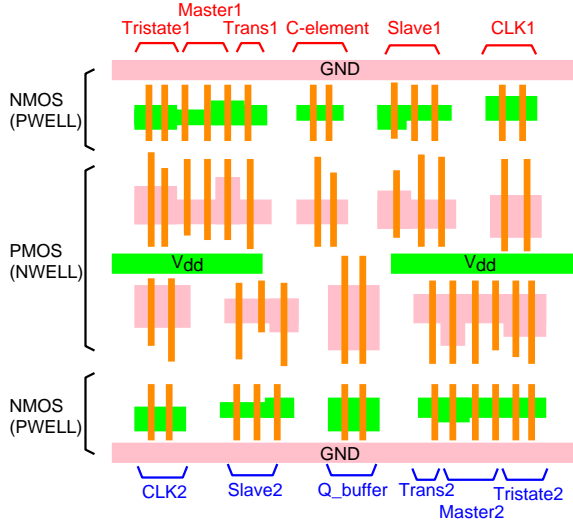 Master1
Tristate1 Trans1 C-element Slave1 CLK1
GND
NMOS
(PWELL)
PMOS
(NWELL)
Vdd Vdd
NMOS
(PWELL)
GND
CLK2 Slave2 Q_buffer Trans2 Tristate2
Master2